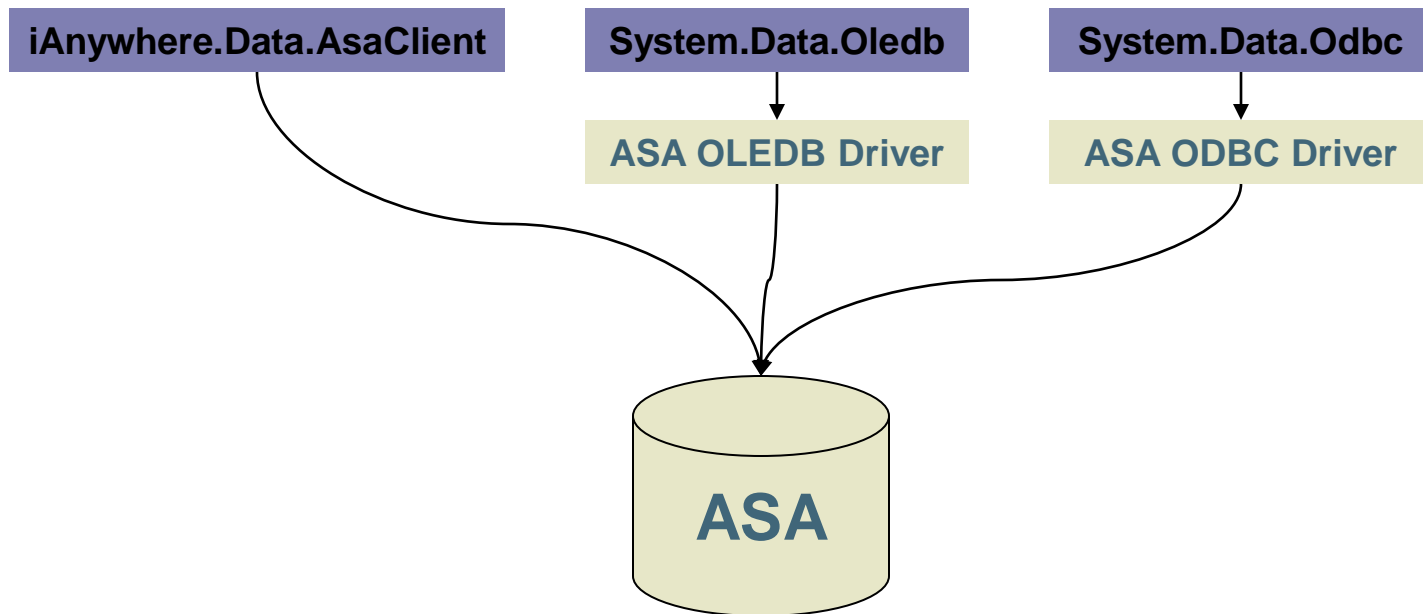 iAnywhere.Data.AsaClient
System.Data.Oledb
System.Data.Odbc
ASA OLEDB Driver
ASA ODBC Driver
ASA